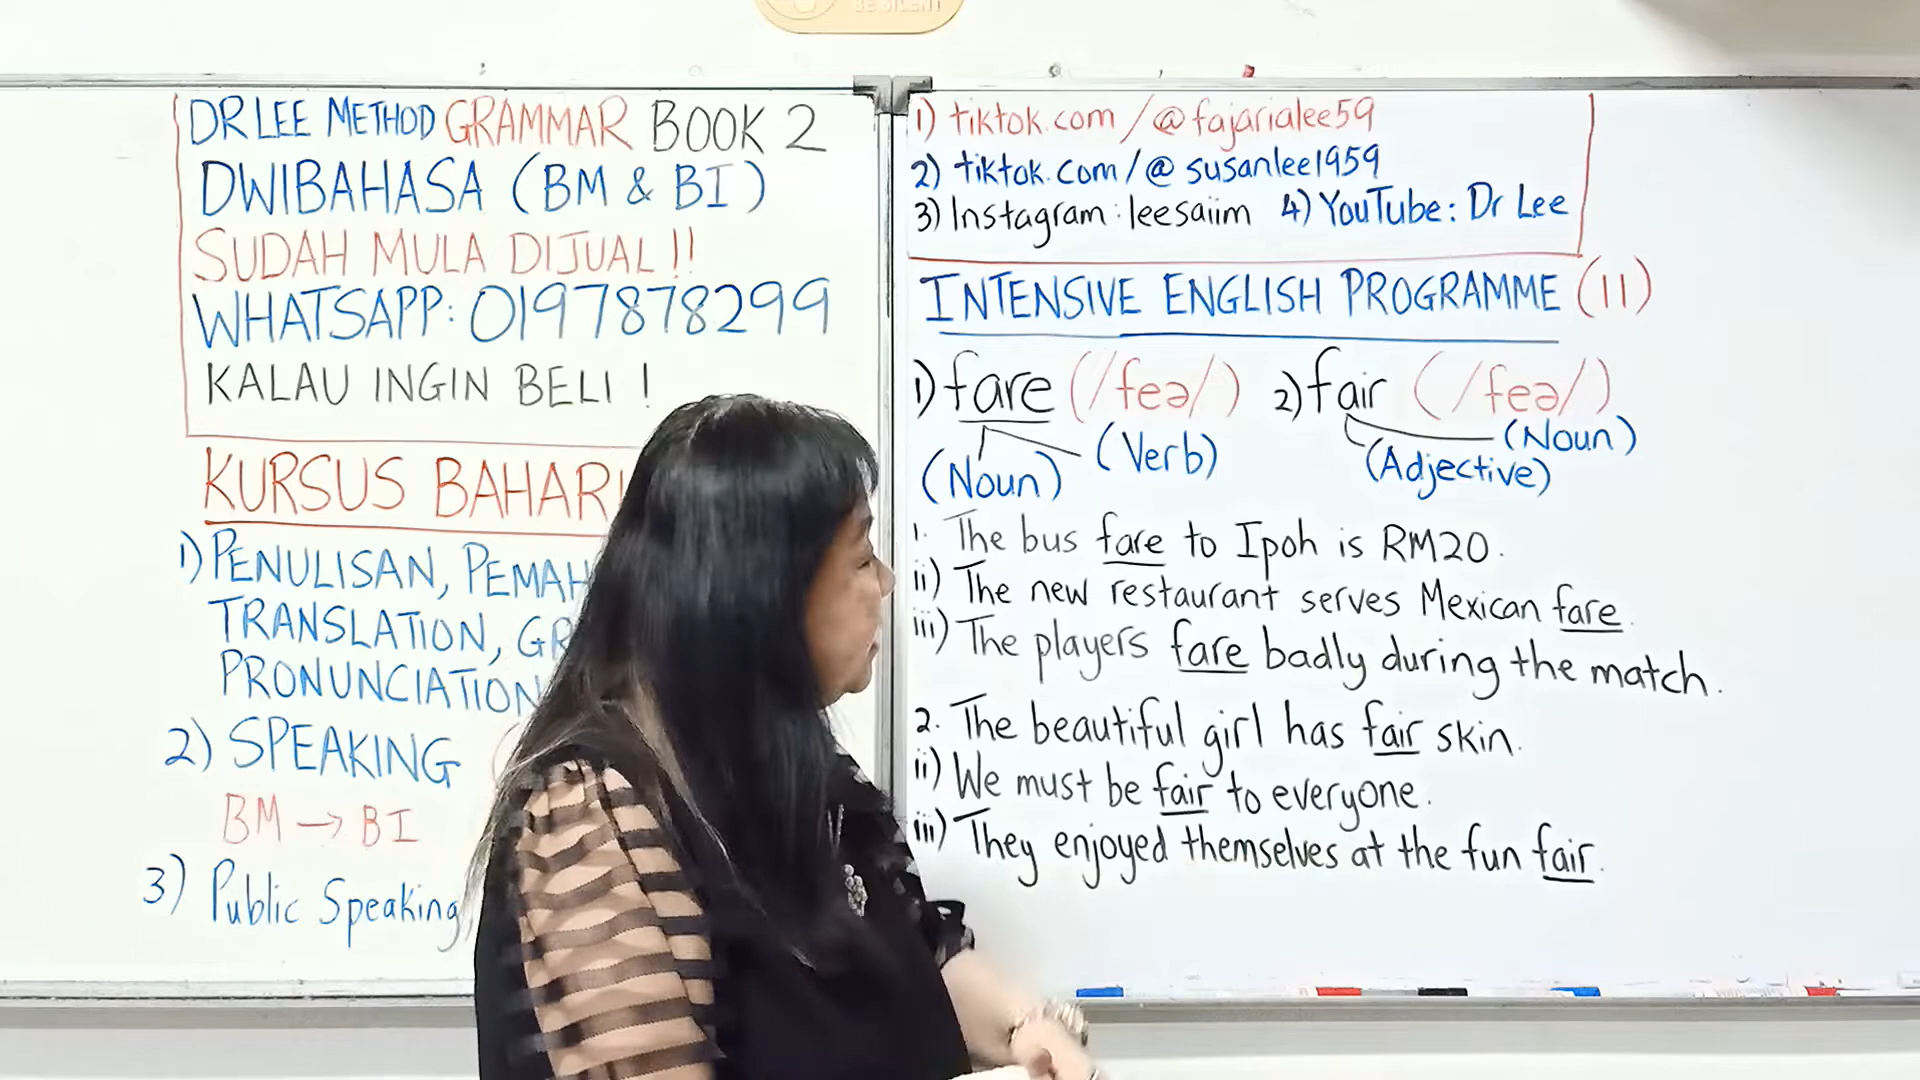 BE SILENT
DR LEE METHOD GRAMMAR BOOK 2
DWIBAHASA (BM & BI)
SUDAH MULA DIJUAL!!
WHATSAPP: 0197878299
KALAU INGIN BELI!
KURSUS
1) PENULISAN,
TRANSLATION,
PRONUNCIATION
2) SPEAKING
BM → BI
3) Public Speaking,
1) tiktok.com/@fajarialee59
2) tiktok.com/@susanlee1959
3) Instagram: leesaiim 4) YouTube: Dr Lee
INTENSIVE ENGLISH PROGRAMME (11)
1) fare (/feə/) 2) fair (/feə/)
(Noun) (Verb) (Adjective) (Noun)
1. The bus fare to Ipoh is RM20.
ii) The new restaurant serves Mexican fare.
iii) The players fare badly during the match.
2. The beautiful girl has fair skin.
ii) We must be fair to everyone.
iii) They enjoyed themselves at the fun fair.